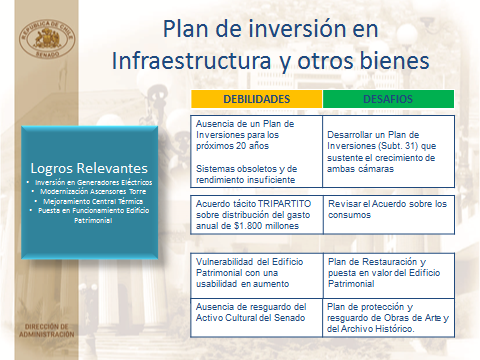 REPUBLICA DE CHILE
SENADO
Plan de inversión en
Infraestructura y otros bienes
DEBILIDADES
DESAFIOS
Ausencia de un Plan de
Inversiones para los
próximos 20 años
Sistemas obsoletos y de
rendimiento insuficiente
Desarrollar un Plan de
Inversiones (Subt. 31) que
sustente el crecimiento de
ambas cámaras
Logros Relevantes
• Inversión en Generadores Eléctricos
• Modernización Ascensores Torre
• Mejoramiento Central Térmica
• Puesta en Funcionamiento Edificio
Patrimonial
Acuerdo tácito TRIPARTITO
sobre distribución del gasto
anual de $1.800 millones
Revisar el Acuerdo sobre los
consumos
Vulnerabilidad del Edificio
Patrimonial con una
usabilidad en aumento
Plan de Restauración y
puesta en valor del Edificio
Patrimonial
Ausencia de resguardo del
Activo Cultural del Senado
Plan de protección y
resguardo de Obras de Arte y
del Archivo Histórico.
DIRECCIÓN DE
ADMINISTRACIÓN